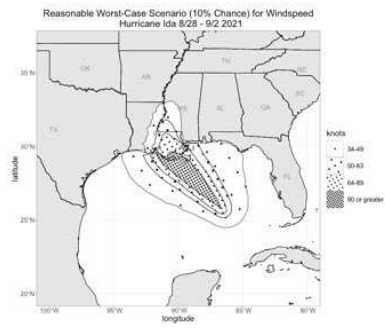 Reasonable Worst-Case Scenario (10% Chance) for Windspeed
Hurricane Ida 8/28 - 9/2 2021
35°N
30°N
25°N
20°N
latitude
100°W
95°W
90°W
85°W
80°W
longitude
OK
AR
TN
NC
SC
TX
MS
AL
GA
FL
knots
34-49
50-63
64-89
90 or greater